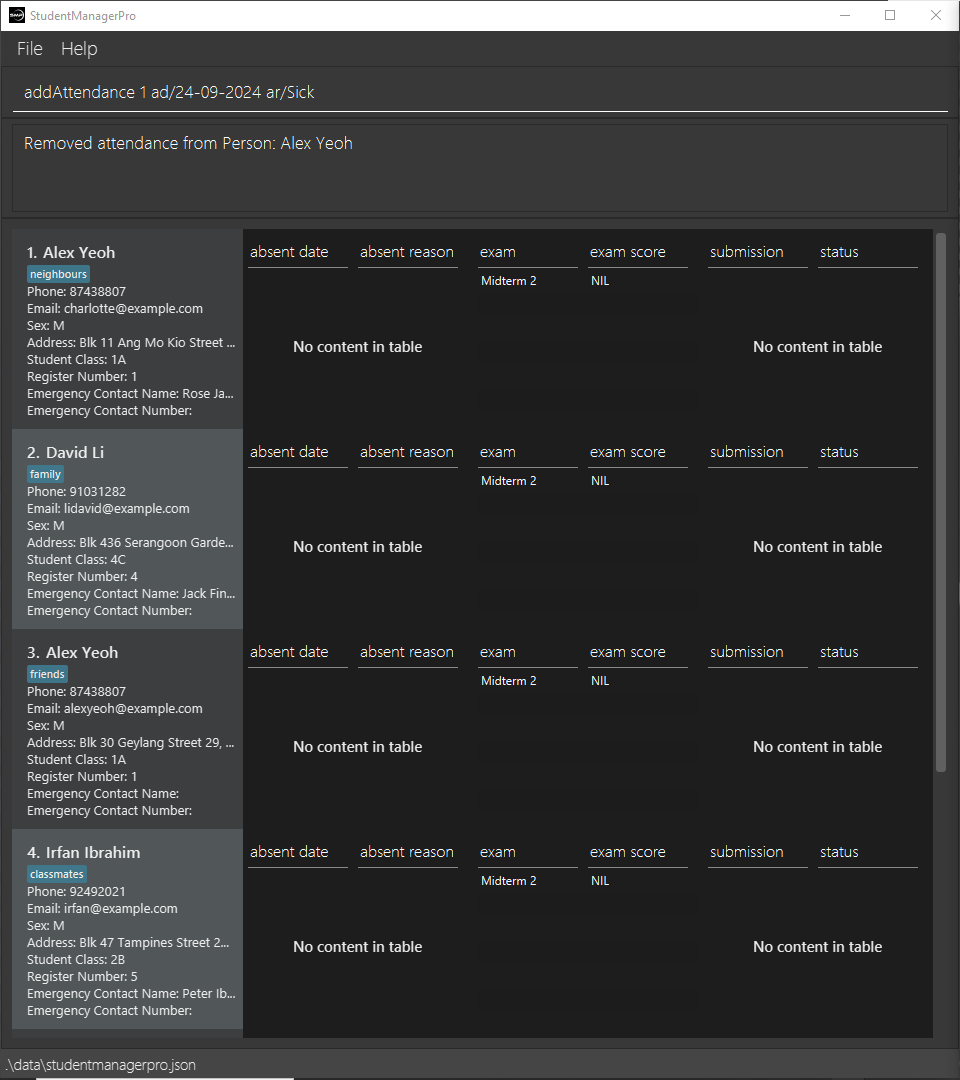 StudentManagerPro
File Help
addAttendance 1 ad/24-09-2024 ar/Sick
Removed attendance from Person: Alex Yeoh
1. Alex Yeoh
neighbours
Phone: 87438807
Email: charlotte@example.com
Sex: M
Address: Blk 11 Ang Mo Kio Street ...
Student Class: 1A
Register Number: 1
Emergency Contact Name: Rose Ja...
Emergency Contact Number:
absent date absent reason exam exam score submission status
Midterm 2 NIL
No content in table No content in table
2. David Li
family
Phone: 91031282
Email: lidavid@example.com
Sex: M
Address: Blk 436 Serangoon Garde...
Student Class: 4C
Register Number: 4
Emergency Contact Name: Jack Fin...
Emergency Contact Number:
absent date absent reason exam exam score submission status
Midterm 2 NIL
No content in table No content in table
3. Alex Yeoh
friends
Phone: 87438807
Email: alexyeoh@example.com
Sex: M
Address: Blk 30 Geylang Street 29, ...
Student Class: 1A
Register Number: 1
Emergency Contact Name:
Emergency Contact Number:
absent date absent reason exam exam score submission status
Midterm 2 NIL
No content in table No content in table
4. Irfan Ibrahim
classmates
Phone: 92492021
Email: irfan@example.com
Sex: M
Address: Blk 47 Tampines Street 2...
Student Class: 2B
Register Number: 5
Emergency Contact Name: Peter Ib...
Emergency Contact Number:
absent date absent reason exam exam score submission status
Midterm 2 NIL
No content in table No content in table
.\data\studentmanagerpro.json